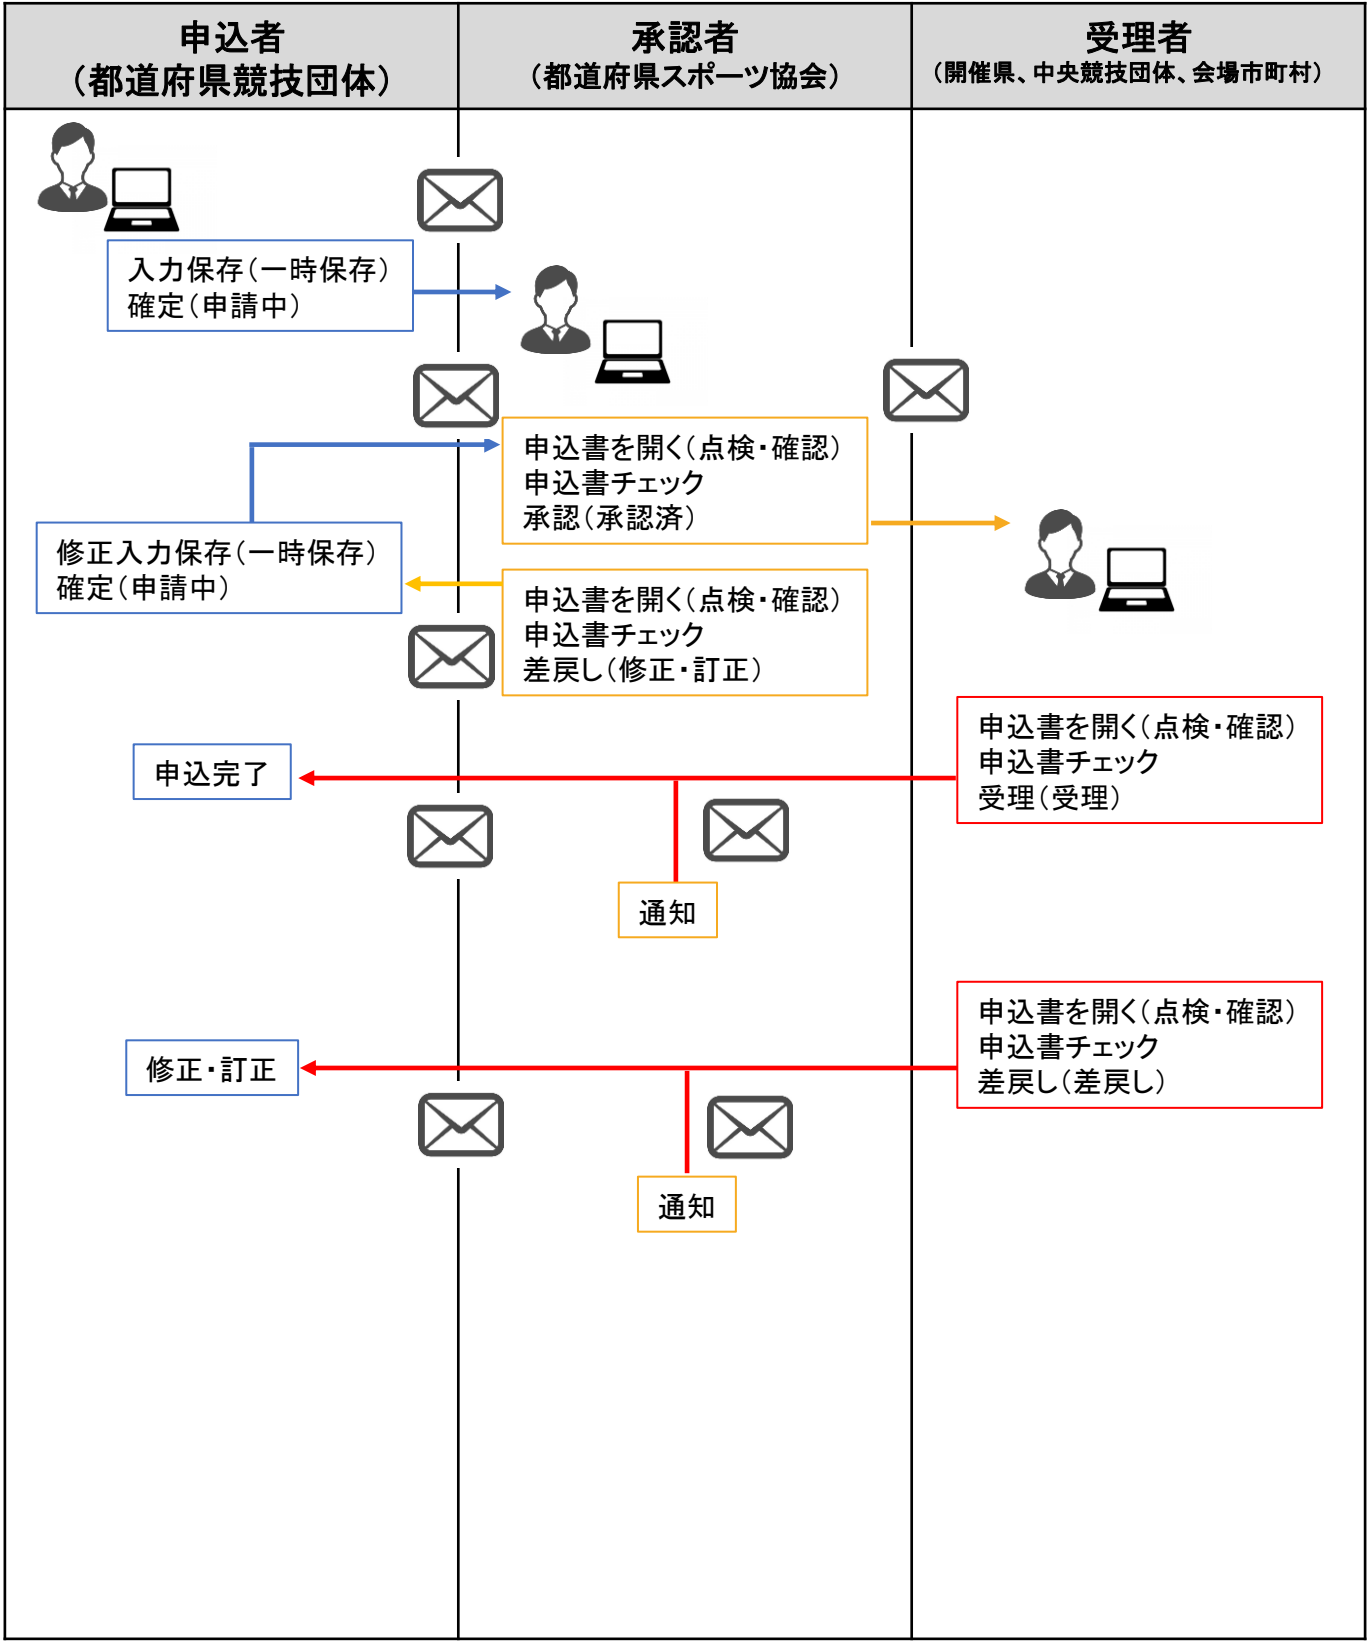 申込者
（都道府県競技団体）
承認者
（都道府県スポーツ協会）
受理者
（開催県、中央競技団体、会場市町村）
入力保存（一時保存）
確定（申請中）
申込書を開く（点検・確認）
申込書チェック
承認（承認済）
修正入力保存（一時保存）
確定（申請中）
申込書を開く（点検・確認）
申込書チェック
差戻し（修正・訂正）
申込書を開く（点検・確認）
申込書チェック
受理（受理）
申込完了
通知
申込書を開く（点検・確認）
申込書チェック
差戻し（差戻し）
修正・訂正
通知